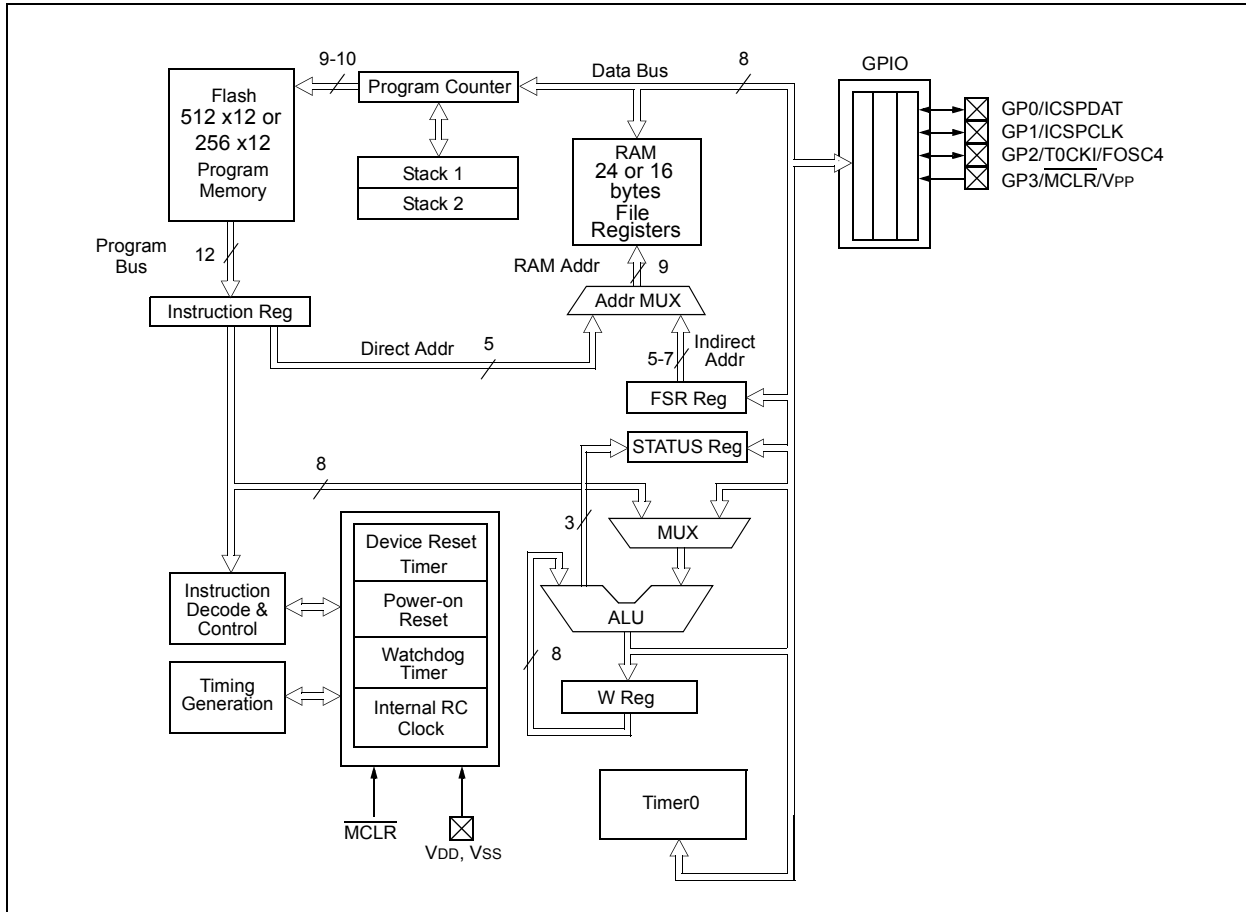 9-10
Program Counter
Data Bus
8
GPIO
Flash
512 x12 or
256 x12
Program
Memory
Stack 1
Stack 2
RAM
24 or 16
bytes
File
Registers
GP0/ICSPDAT
GP1/ICSPCLK
GP2/T0CKI/FOSC4
GP3/MCLR/VPP
Program
Bus
12
RAM Addr
9
Addr MUX
Instruction Reg
Direct Addr
5
5-7
Indirect
Addr
FSR Reg
STATUS Reg
8
3
MUX
Device Reset
Timer
Power-on
Reset
Watchdog
Timer
Internal RC
Clock
Instruction
Decode &
Control
Timing
Generation
ALU
8
W Reg
Timer0
MCLR
VDD, VSS